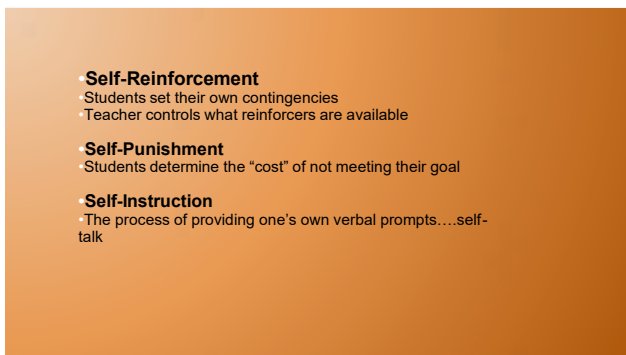 •Self-Reinforcement
•Students set their own contingencies
•Teacher controls what reinforcers are available
•Self-Punishment
•Students determine the “cost” of not meeting their goal
•Self-Instruction
•The process of providing one’s own verbal prompts….self-
talk